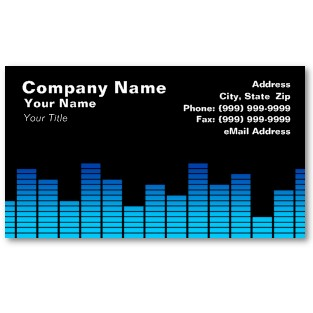 Company Name
Your Name
Your Title
Address
City, State  Zip
Phone: (999) 999-9999
Fax: (999) 999-9999
eMail Address